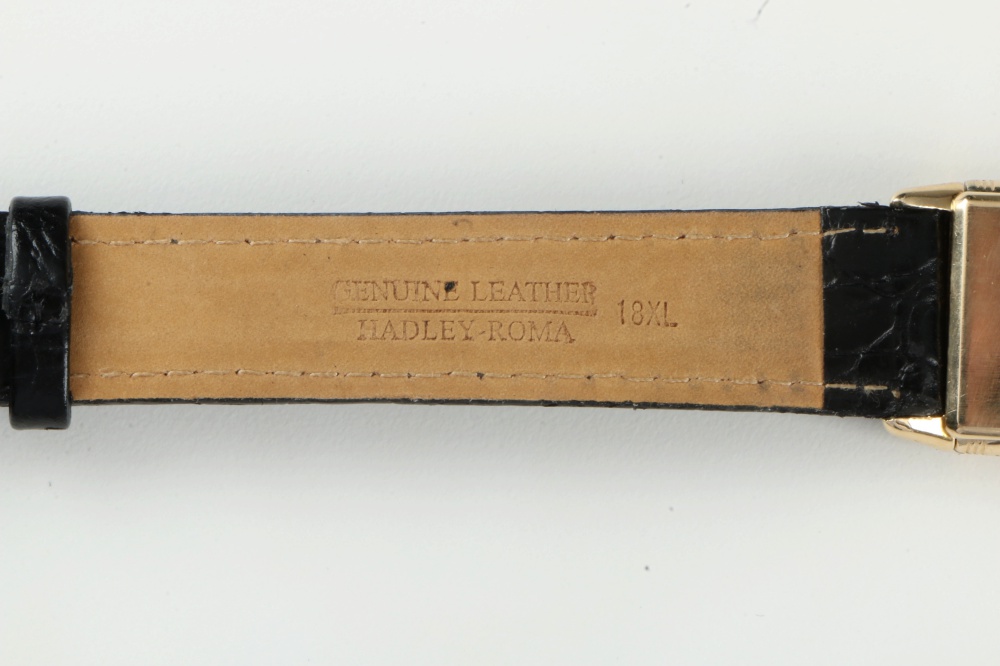 GENUINE LEATHER
HADLEY-ROMA
18XL